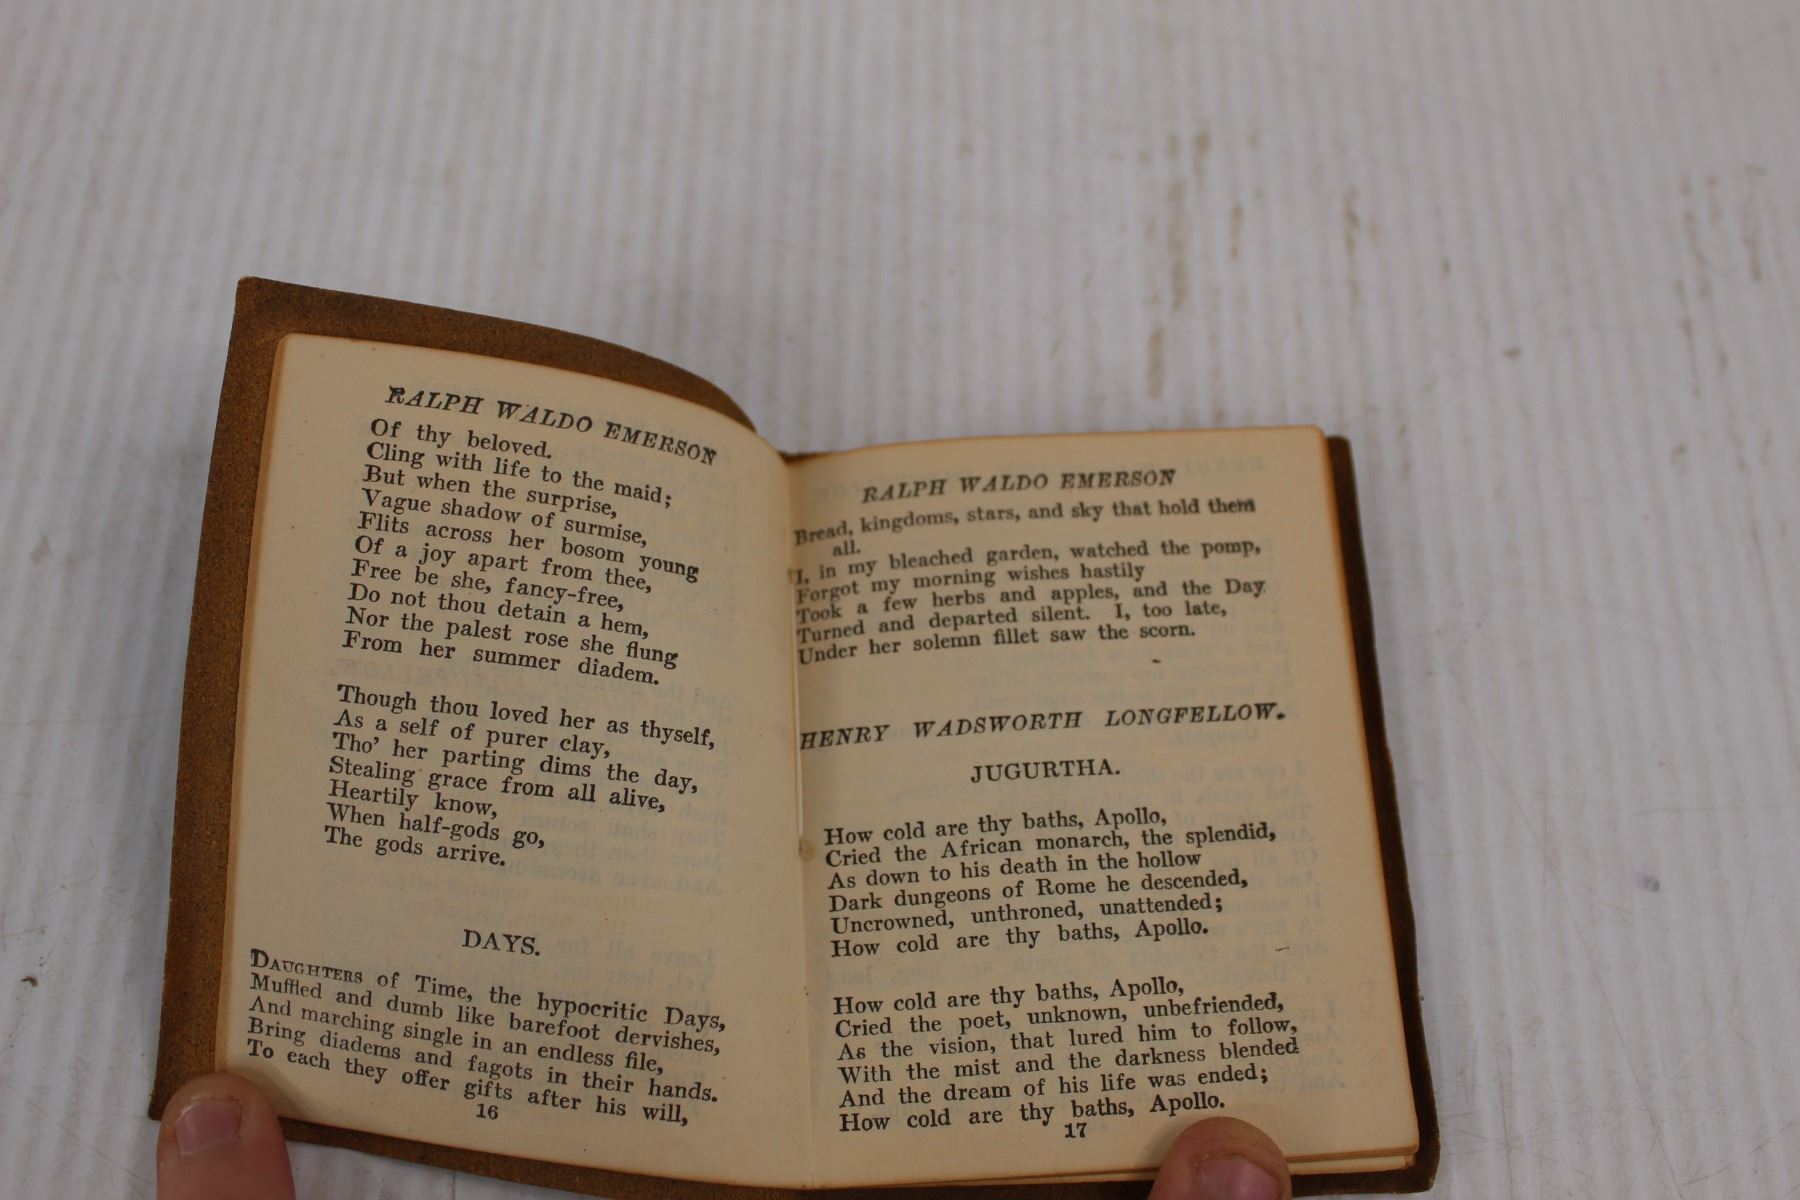 RALPH WALDO EMERSON
Of thy beloved.
Cling with life to the maid;
But when the surprise,
Vague shadow of surmise,
Flits across her bosom young
Of a joy apart from thee,
Free be she, fancy-free,
Do not thou detain a hem,
Nor the palest rose she flung
From her summer diadem.
Though thou loved her as thyself,
As a self of purer clay,
Tho' her parting dims the day,
Stealing grace from all alive,
Heartily know,
When half-gods go,
The gods arrive.
DAYS.
DAUGHTERS of Time, the hypocritic Days,
Muffled and dumb like barefoot dervishes,
And marching single in an endless file,
Bring diadems and fagots in their hands.
To each they offer gifts after his will,
16
RALPH WALDO EMERSON
Bread, kingdoms, stars, and sky that hold them
all.
I, in my bleached garden, watched the pomp,
Forgot my morning wishes hastily
Took a few herbs and apples, and the Day
Turned and departed silent. I, too late,
Under her solemn fillet saw the scorn.
HENRY WADSWORTH LONGFELLOW.
JUGURTHA.
How cold are thy baths, Apollo,
Cried the African monarch, the splendid,
As down to his death in the hollow
Dark dungeons of Rome he descended,
Uncrowned, unthroned, unattended;
How cold are thy baths, Apollo.
How cold are thy baths, Apollo,
Cried the poet, unknown, unbefriended,
As the vision, that lured him to follow,
With the mist and the darkness blended
And the dream of his life was ended;
How cold are thy baths, Apollo.
17